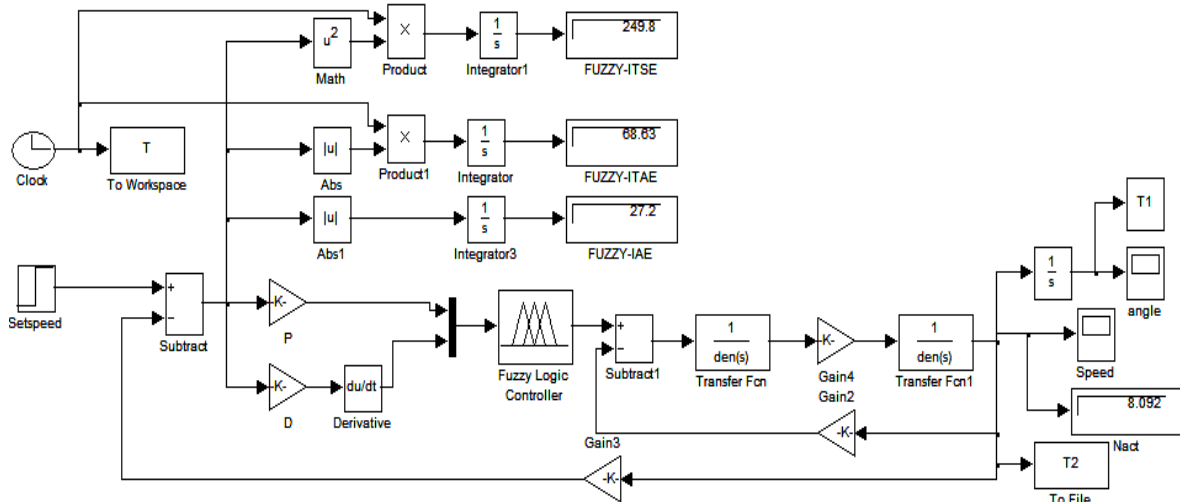 u2
X
1
s
249.8
Math
Product
Integrator1
FUZZY-ITSE
Clock
T
To Workspace
|u|
X
1
s
68.63
Abs
Product1
Integrator
FUZZY-ITAE
|u|
1
s
27.2
Abs1
Integrator3
FUZZY-IAE
T1
1
s
angle
Setspeed
+
−
Subtract
-K-
P
-K-
D
du/dt
Derivative
Fuzzy Logic
Controller
+
−
Subtract1
1
den(s)
Transfer Fcn
-K-
Gain4
1
den(s)
Transfer Fcn1
Speed
8.092
Nact
Gain2
-K-
Gain3
-K-
T2
To File